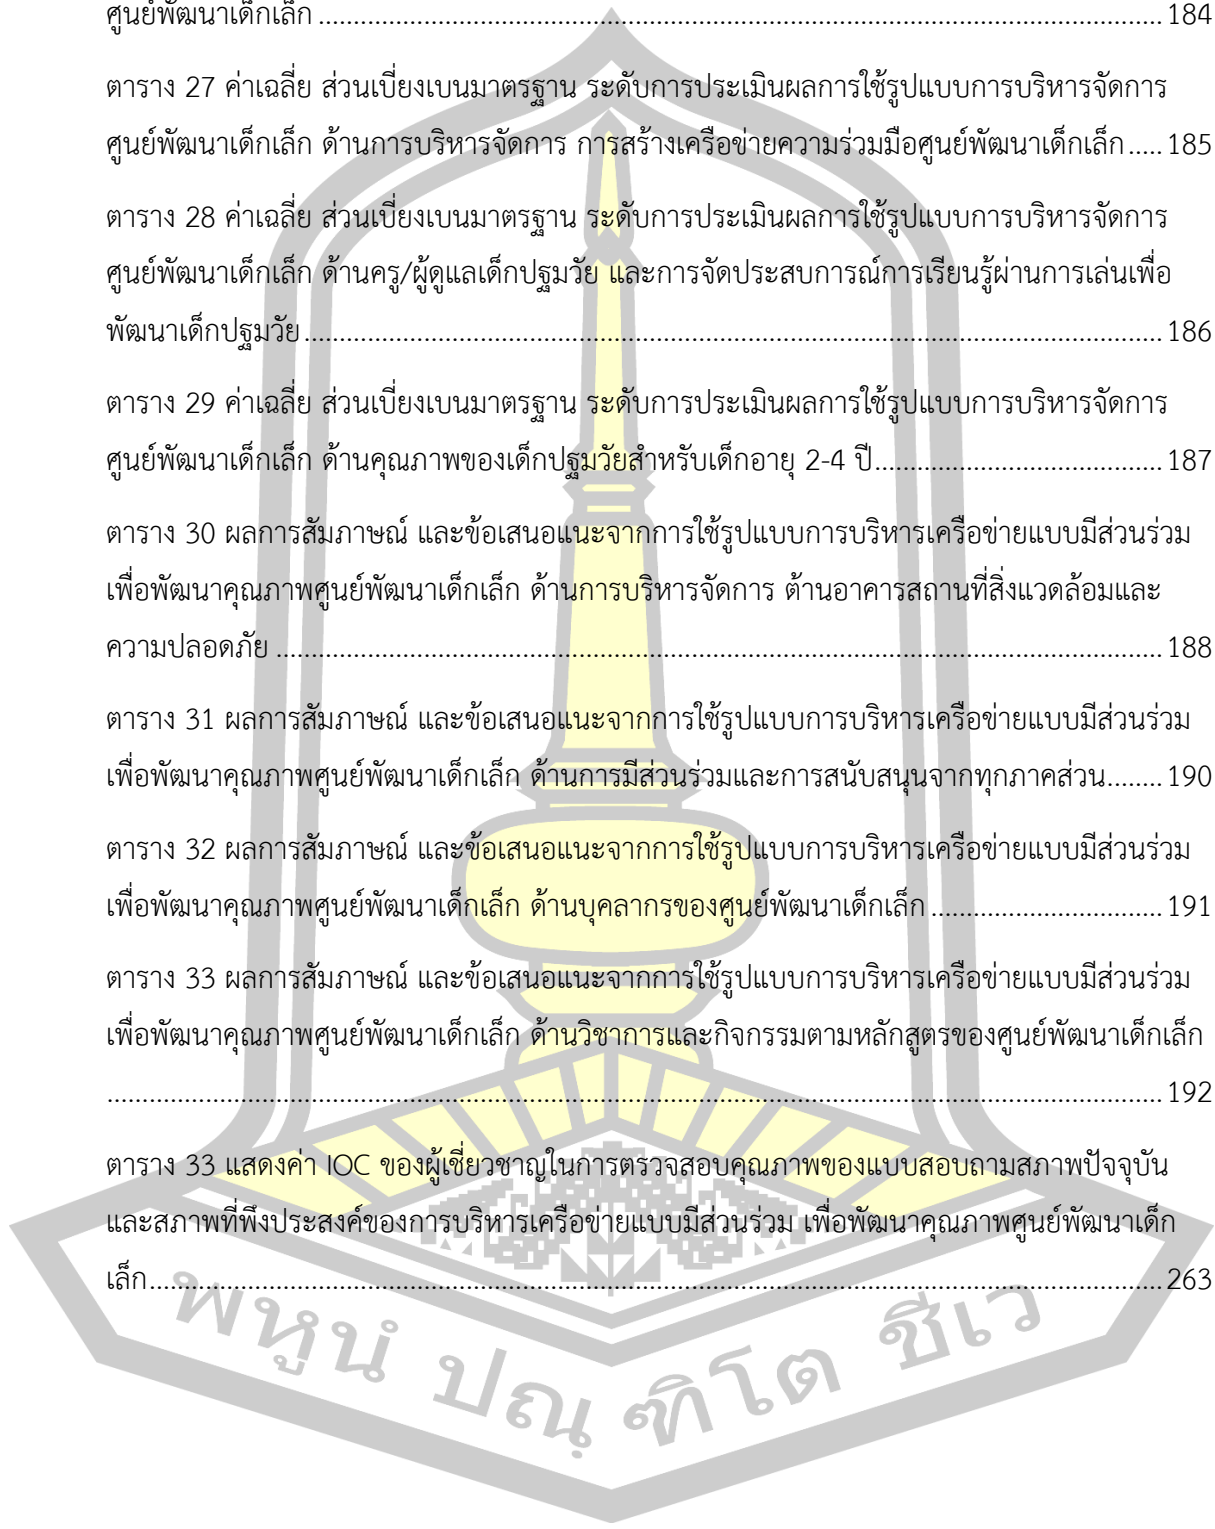 ศูนย์พัฒนาเด็กเล็ก ........................................................................................................ 184
ตาราง 27 ค่าเฉลี่ย ส่วนเบี่ยงเบนมาตรฐาน ระดับการประเมินผลการใช้รูปแบบการบริหารจัดการ
ศูนย์พัฒนาเด็กเล็ก ด้านการบริหารจัดการ การสร้างเครือข่ายความร่วมมือศูนย์พัฒนาเด็กเล็ก ..... 185
ตาราง 28 ค่าเฉลี่ย ส่วนเบี่ยงเบนมาตรฐาน ระดับการประเมินผลการใช้รูปแบบการบริหารจัดการ
ศูนย์พัฒนาเด็กเล็ก ด้านครู/ผู้ดูแลเด็กปฐมวัย และการจัดประสบการณ์การเรียนรู้ผ่านการเล่นเพื่อ
พัฒนาเด็กปฐมวัย ........................................................................................................ 186
ตาราง 29 ค่าเฉลี่ย ส่วนเบี่ยงเบนมาตรฐาน ระดับการประเมินผลการใช้รูปแบบการบริหารจัดการ
ศูนย์พัฒนาเด็กเล็ก ด้านคุณภาพของเด็กปฐมวัยสำหรับเด็กอายุ 2-4 ปี ................................... 187
ตาราง 30 ผลการสัมภาษณ์ และข้อเสนอแนะจากการใช้รูปแบบการบริหารเครือข่ายแบบมีส่วนร่วม
เพื่อพัฒนาคุณภาพศูนย์พัฒนาเด็กเล็ก ด้านการบริหารจัดการ ต้านอาคารสถานที่สิ่งแวดล้อมและ
ความปลอดภัย ........................................................................................................ 188
ตาราง 31 ผลการสัมภาษณ์ และข้อเสนอแนะจากการใช้รูปแบบการบริหารเครือข่ายแบบมีส่วนร่วม
เพื่อพัฒนาคุณภาพศูนย์พัฒนาเด็กเล็ก ด้านการมีส่วนร่วมและการสนับสนุนจากทุกภาคส่วน ........ 190
ตาราง 32 ผลการสัมภาษณ์ และข้อเสนอแนะจากการใช้รูปแบบการบริหารเครือข่ายแบบมีส่วนร่วม
เพื่อพัฒนาคุณภาพศูนย์พัฒนาเด็กเล็ก ด้านบุคลากรของศูนย์พัฒนาเด็กเล็ก ............................ 191
ตาราง 33 ผลการสัมภาษณ์ และข้อเสนอแนะจากการใช้รูปแบบการบริหารเครือข่ายแบบมีส่วนร่วม
เพื่อพัฒนาคุณภาพศูนย์พัฒนาเด็กเล็ก ด้านวิชาการและกิจกรรมตามหลักสูตรของศูนย์พัฒนาเด็กเล็ก
........................................................................................................ 192
ตาราง 33 แสดงค่า IOC ของผู้เชี่ยวชาญในการตรวจสอบคุณภาพของแบบสอบถามสภาพปัจจุบัน
และสภาพที่พึงประสงค์ของการบริหารเครือข่ายแบบมีส่วนร่วม เพื่อพัฒนาคุณภาพศูนย์พัฒนาเด็ก
เล็ก ........................................................................................................ 263
พหูนํ ปณฺฑิโต ชีเว